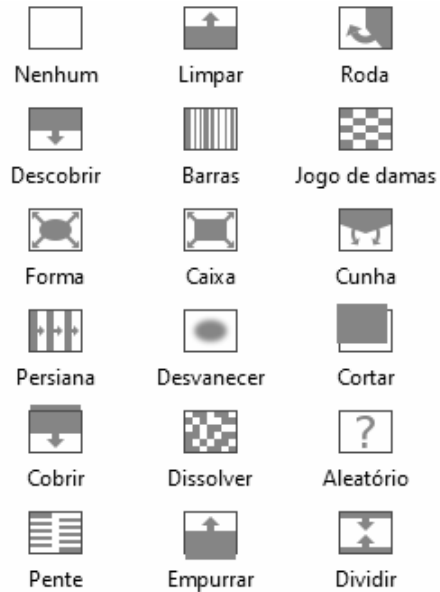 Nenhum Limpar Roda
Descobrir Barras Jogo de damas
Forma Caixa Cunha
Persiana Desvanecer Cortar
?
Cobrir Dissolver Aleatório
Pente Empurrar Dividir